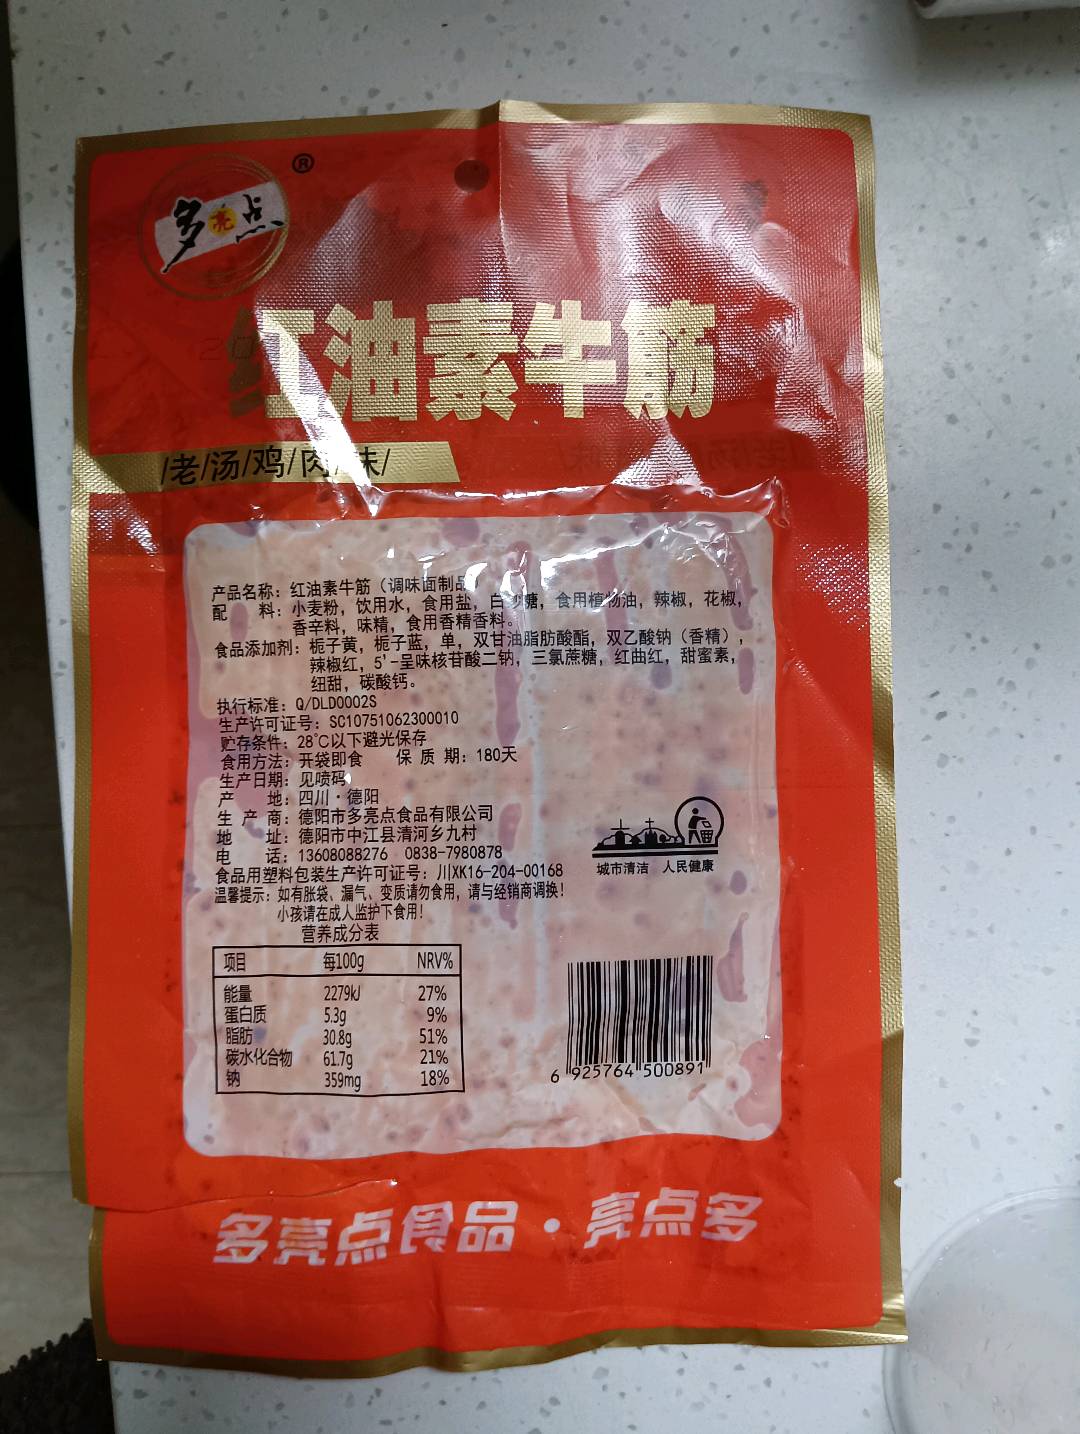 多亮点®
红油素牛筋
/老/汤/鸡/肉/味/
产品名称：红油素牛筋（调味面制品）
配 料：小麦粉，饮用水，食用盐，白砂糖，食用植物油，辣椒，花椒，
香辛料，味精，食用香精香料。
食品添加剂：栀子黄，栀子蓝，单，双甘油脂肪酸酯，双乙酸钠（香精），
辣椒红，5'-呈味核苷酸二钠，三氯蔗糖，红曲红，甜蜜素，
纽甜，碳酸钙。
执行标准：Q/DLD0002S
生产许可证号：SC10751062300010
贮存条件：28℃以下避光保存
食用方法：开袋即食 保 质 期：180天
生产日期：见喷码
产 地：四川·德阳
生 产 商：德阳市多亮点食品有限公司
地 址：德阳市中江县清河乡九村
电 话：13608088276 0838-7980878
食品用塑料包装生产许可证号：川XK16-204-00168
温馨提示：如有胀袋、漏气、变质请勿食用，请与经销商调换！
小孩请在成人监护下食用！
城市清洁 人民健康
营养成分表
项目 每100g NRV%
能量 2279kJ 27%
蛋白质 5.3g 9%
脂肪 30.8g 51%
碳水化合物 61.7g 21%
钠 359mg 18%
6 925764 500891
多亮点食品·亮点多